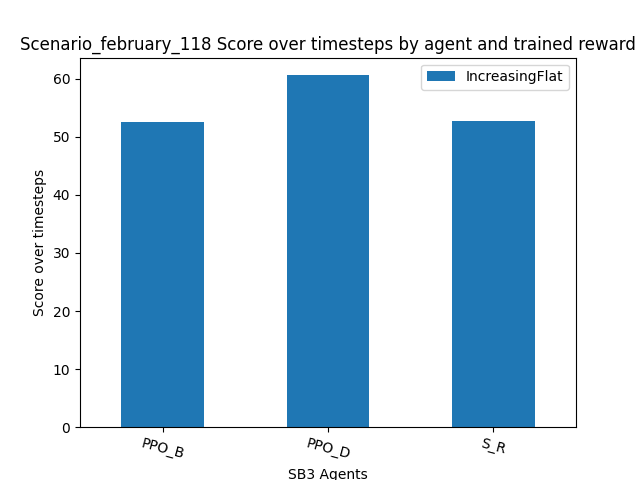 Scenario_february_118 Score over timesteps by agent and trained reward
IncreasingFlat
60
50
40
30
20
10
0
Score over timesteps
PPO_B
PPO_D
S_R
SB3 Agents